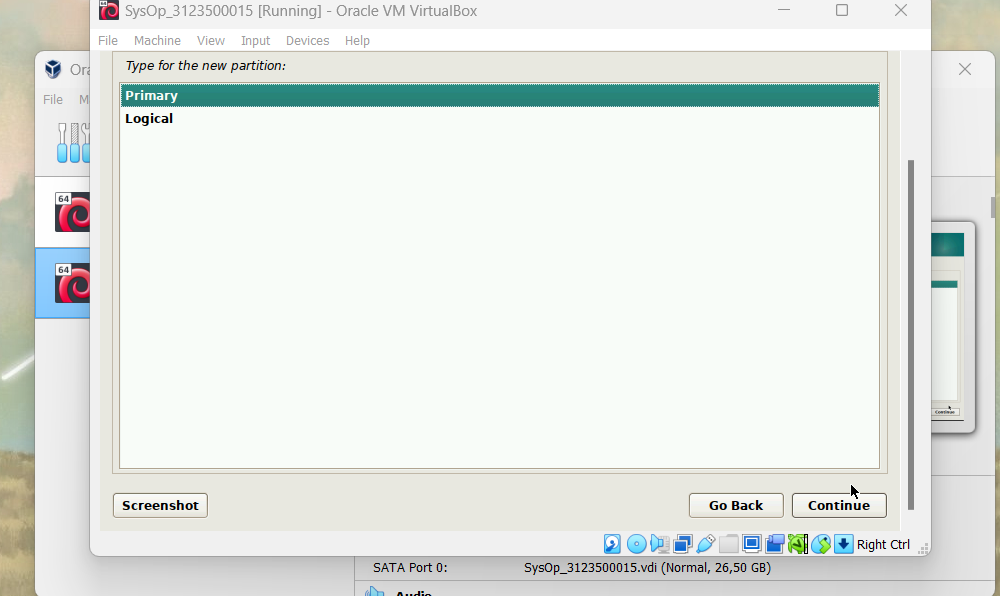 SysOp_3123500015 [Running] - Oracle VM VirtualBox
File Machine View Input Devices Help
Ora
File M
Type for the new partition:
Primary
Logical
64
64
Continue
Screenshot Go Back Continue
Right Ctrl
SATA Port 0: SysOp_3123500015.vdi (Normal, 26,50 GB)
Audio